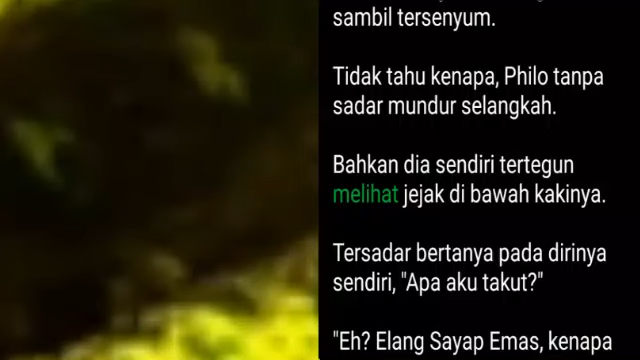 sambil tersenyum.
Tidak tahu kenapa, Philo tanpa
sadar mundur selangkah.
Bahkan dia sendiri tertegun
melihat jejak di bawah kakinya.
Tersadar bertanya pada dirinya
sendiri, "Apa aku takut?"
"Eh? Elang Sayap Emas, kenapa